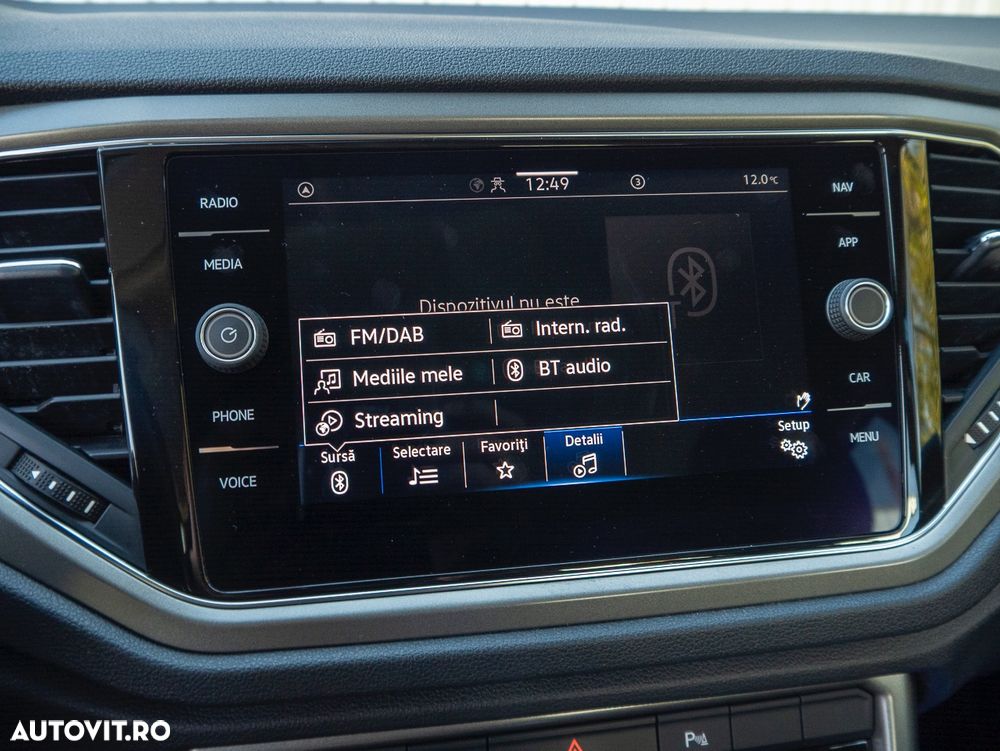 RADIO
MEDIA
PHONE
VOICE
12:49
3
12.0°C
Dispozitivul nu este
FM/DAB
Intern. rad.
Mediile mele
BT audio
Streaming
Sursă
Selectare
Favoriți
Detalii
Setup
NAV
APP
CAR
MENU
P
AUTOVIT.RO